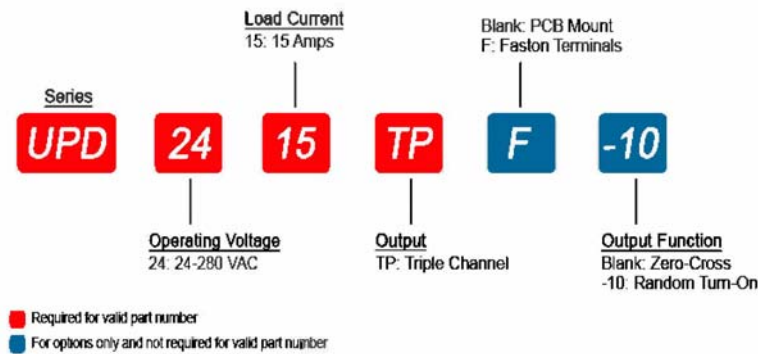 Load Current
15: 15 Amps
Blank: PCB Mount
F: Faston Terminals
Series
UPD 24 15 TP F -10
Operating Voltage
24: 24-280 VAC
Output
TP: Triple Channel
Output Function
Blank: Zero-Cross
-10: Random Turn-On
Required for valid part number
For options only and not required for valid part number